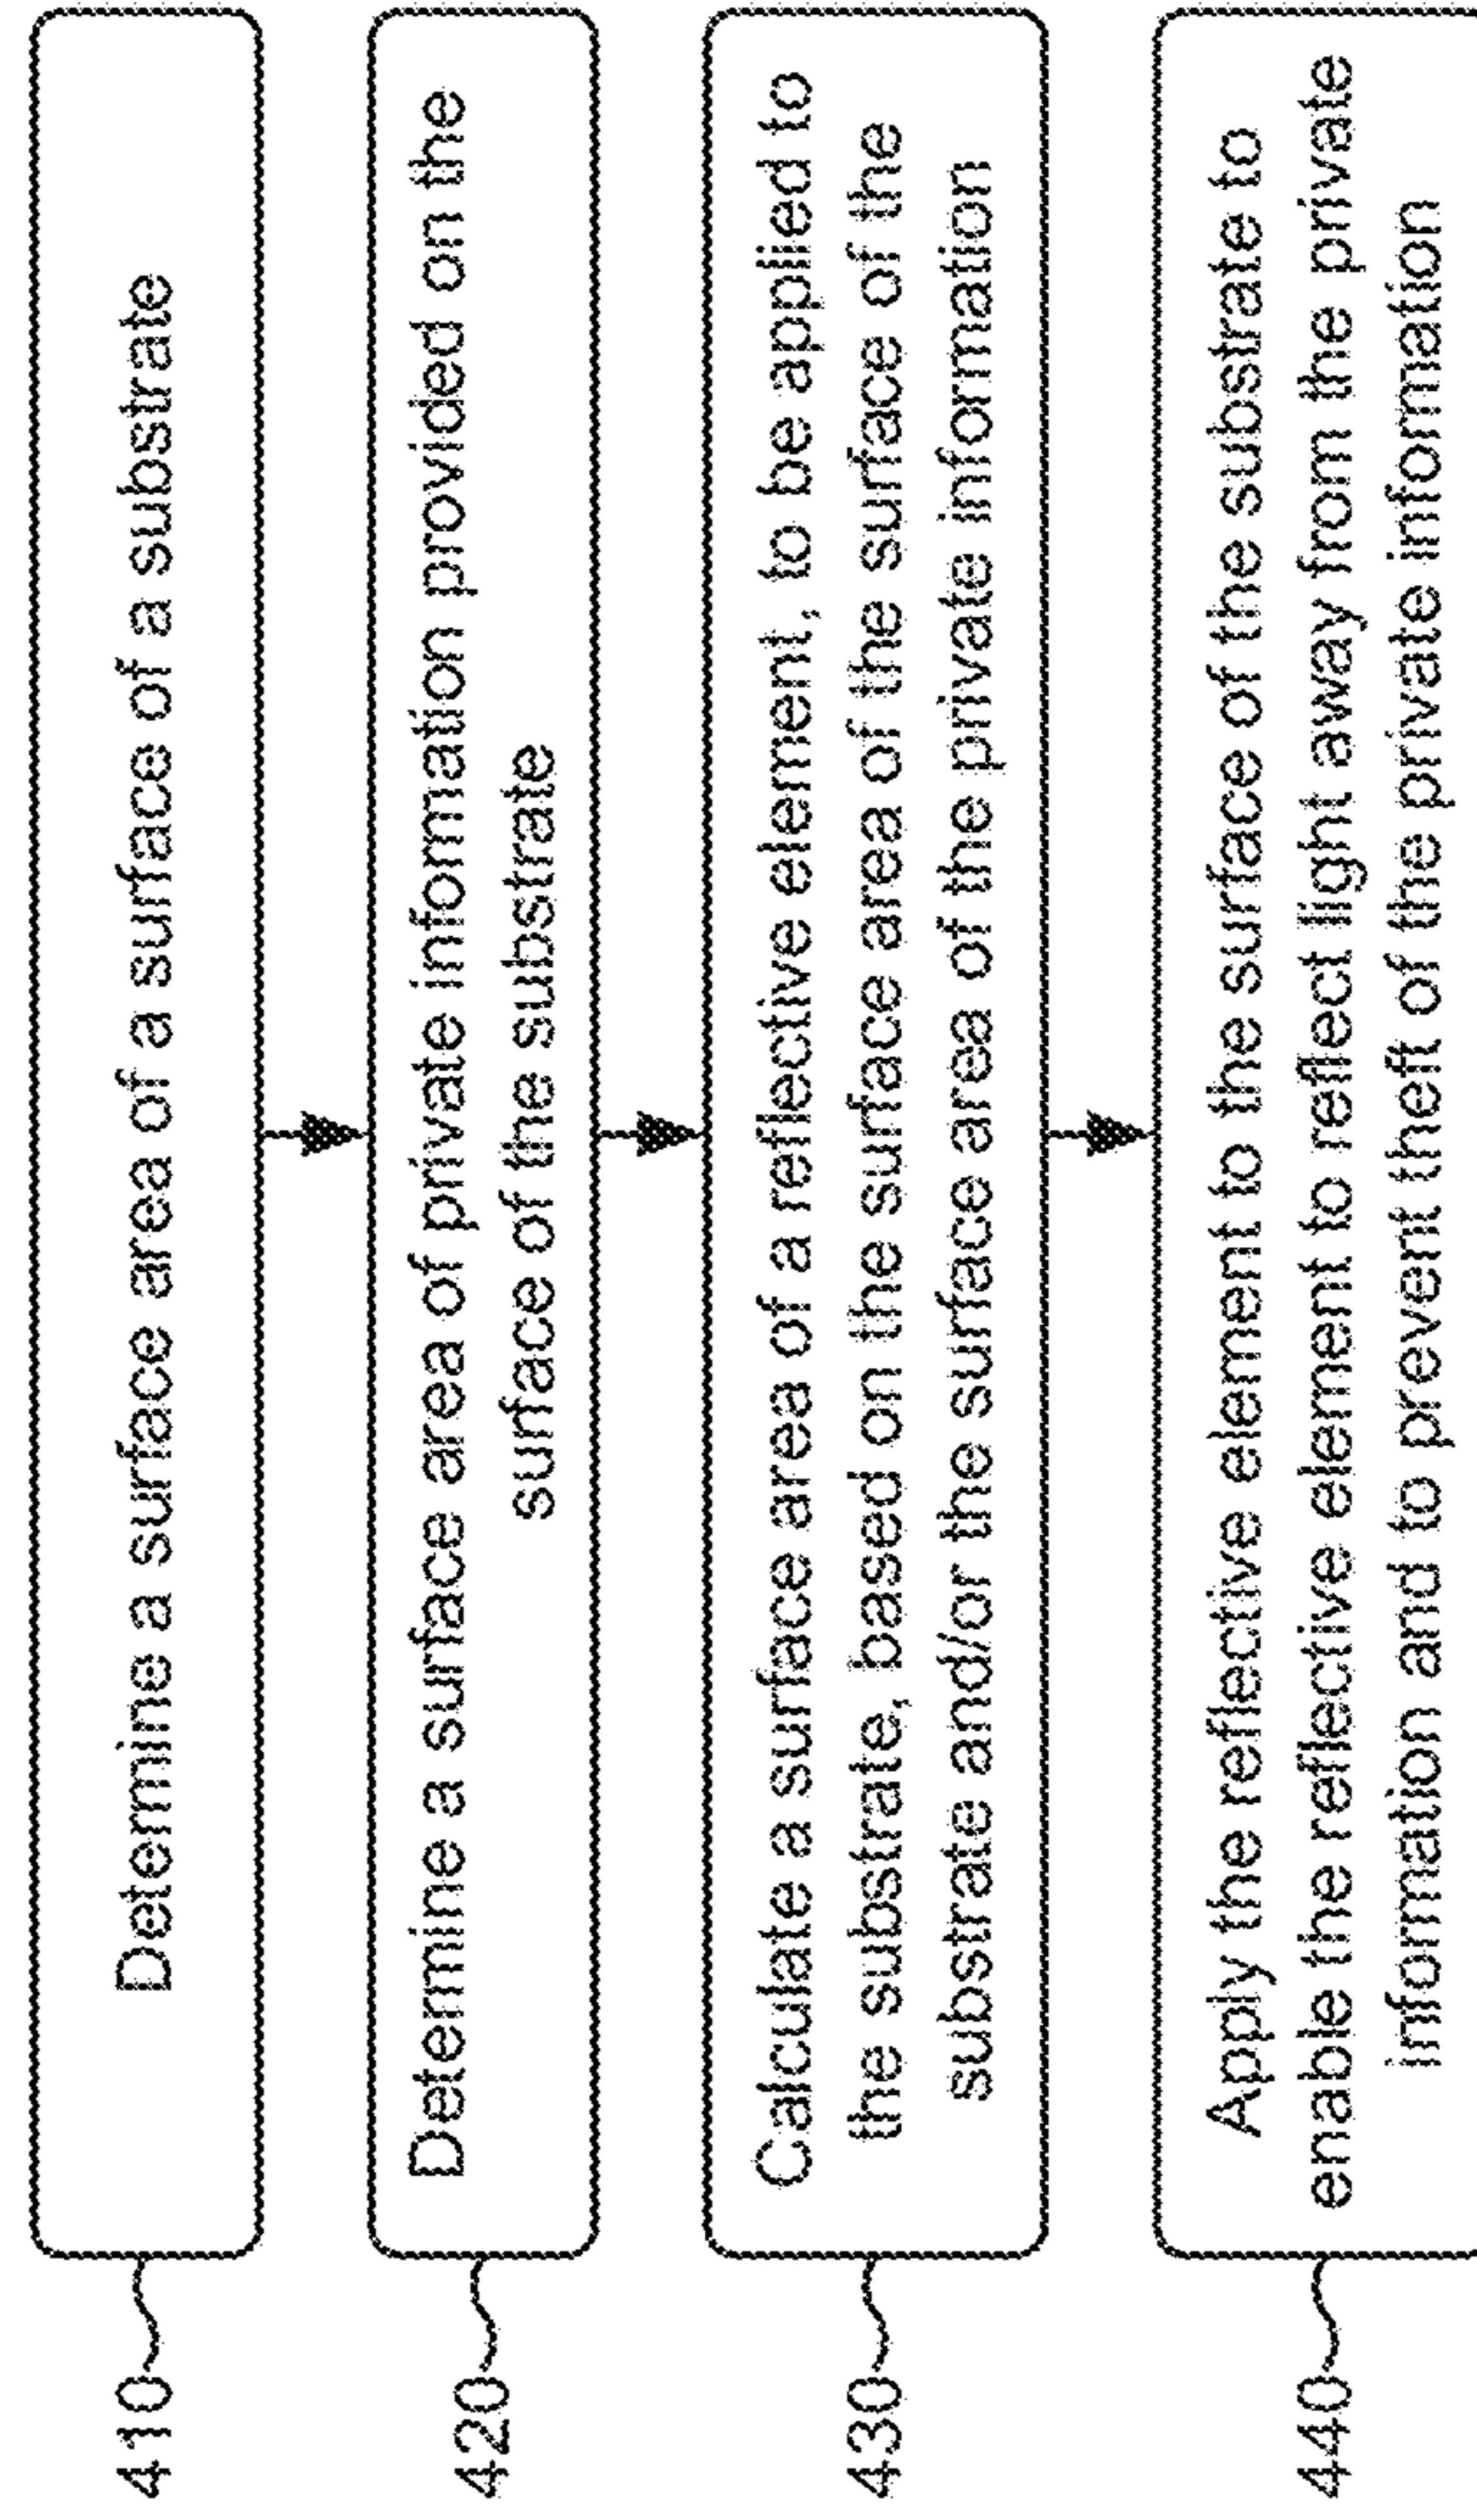 410
Determine a surface area of a surface of a substrate
420
Determine a surface area of private information provided on the
surface of the substrate
430
Calculate a surface area of a reflective element, to be applied to
the substrate, based on the surface area of the surface of the
substrate and/or the surface area of the private information
440
Apply the reflective element to the surface of the substrate to
enable the reflective element to reflect light away from the private
information and to prevent theft of the private information